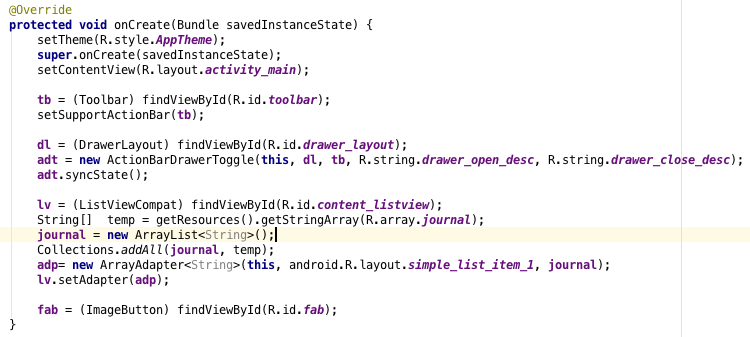 @Override
protected void onCreate(Bundle savedInstanceState) {
    setTheme(R.style.AppTheme);
    super.onCreate(savedInstanceState);
    setContentView(R.layout.activity_main);

    tb = (Toolbar) findViewById(R.id.toolbar);
    setSupportActionBar(tb);

    dl = (DrawerLayout) findViewById(R.id.drawer_layout);
    adt = new ActionBarDrawerToggle(this, dl, tb, R.string.drawer_open_desc, R.string.drawer_close_desc);
    adt.syncState();

    lv = (ListViewCompat) findViewById(R.id.content_listview);
    String[]  temp = getResources().getStringArray(R.array.journal);
    journal = new ArrayList<String>();
    Collections.addAll(journal, temp);
    adp= new ArrayAdapter<String>(this, android.R.layout.simple_list_item_1, journal);
    lv.setAdapter(adp);

    fab = (ImageButton) findViewById(R.id.fab);
}